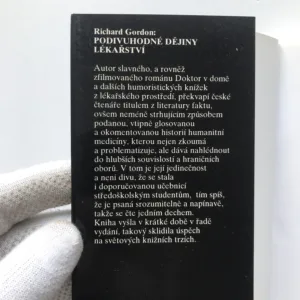 Richard Gordon:
PODIVUHODNÉ DĚJINY
LÉKAŘSTVÍ
Autor slavného, a rovněž
zfilmovaného románu Doktor v domě
a dalších humoristických knížek
z lékařského prostředí, překvapí české
čtenáře titulem z literatury faktu,
ovšem neméně strhujícím způsobem
podanou, vtipně glosovanou
a okomentovanou historií humanitní
medicíny, kterou nejen zkoumá
a problematizuje, ale dává nahlédnout
do hlubších souvislostí a hraničních
oborů. V tom je její jedinečnost
a není divu, že se stala
i doporučovanou učebnicí
středoškolským studentům, tím spíš,
že je psaná srozumitelně a napínavě,
takže se čte jedním dechem.
Kniha vyšla v krátké době v řadě
vydání, takový sklidila úspěch
na světových knižních trzích.